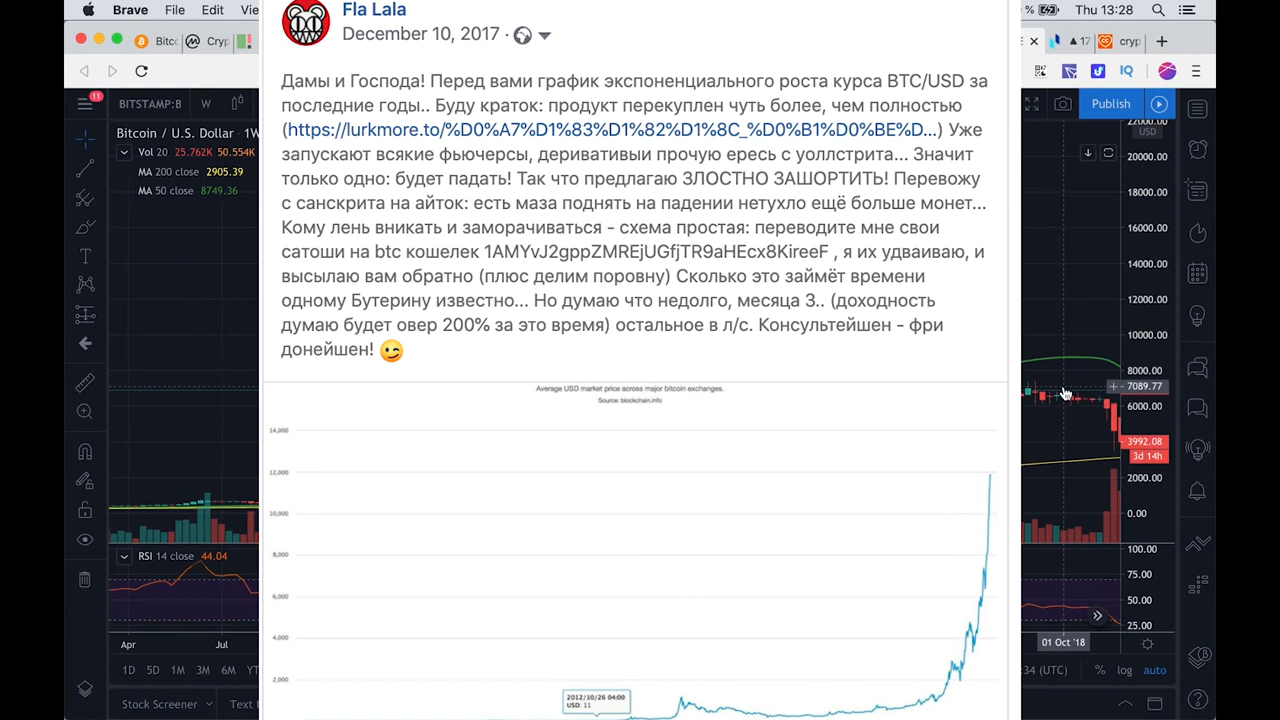 Brave File Edit V
Thu 13:28
Bitc
Cry
17
cryp
IQ
11
BITSTAMP:B
W
Publish
Bitcoin / U.S. Dollar · 1W
Vol 20 25.762K 50.554K
MA 200 close 2905.39
MA 50 close 8749.36
Fla Lala
December 10, 2017 ·
Дамы и Господа! Перед вами график экспоненциального роста курса BTC/USD за
последние годы.. Буду краток: продукт перекуплен чуть более, чем полностью
(https://lurkmore.to/%D0%A7%D1%83%D1%82%D1%8C_%D0%B1%D0%BE%D...) Уже
запускают всякие фьючерсы, деривативыи прочую ересь с уоллстрита... Значит
только одно: будет падать! Так что предлагаю ЗЛОСТНО ЗАШОРТИТЬ! Перевожу
с санскрита на айток: есть маза поднять на падении нетухло ещё больше монет...
Кому лень вникать и заморачиваться - схема простая: переводите мне свои
сатоши на btc кошелек 1AMYvJ2gppZMREjUGfjTR9aHEcx8KireeF , я их удваиваю, и
высылаю вам обратно (плюс делим поровну) Сколько это займёт времени
одному Бутерину известно... Но думаю что недолго, месяца 3.. (доходность
думаю будет овер 200% за это время) остальное в л/с. Консультейшен - фри
донейшен!
Average USD market price across major bitcoin exchanges.
Source: blockchain.info
14,000
12,000
10,000
8,000
6,000
4,000
2,000
2012/10/26 04:00
USD: 11
22000.00
USD
20000.00
18000.00
16000.00
14000.00
12000.00
10000.00
8000.00
7089.77
6000.00
3992.08
3d 14h
2000.00
0.00
RSI 14 close 44.04
100.00
75.00
50.00
25.00
Apr
Jul
01 Oct '18
1D 5D 1M 3M 6M YT
:34 (UTC)
%
log
auto
Stock Screener
Text